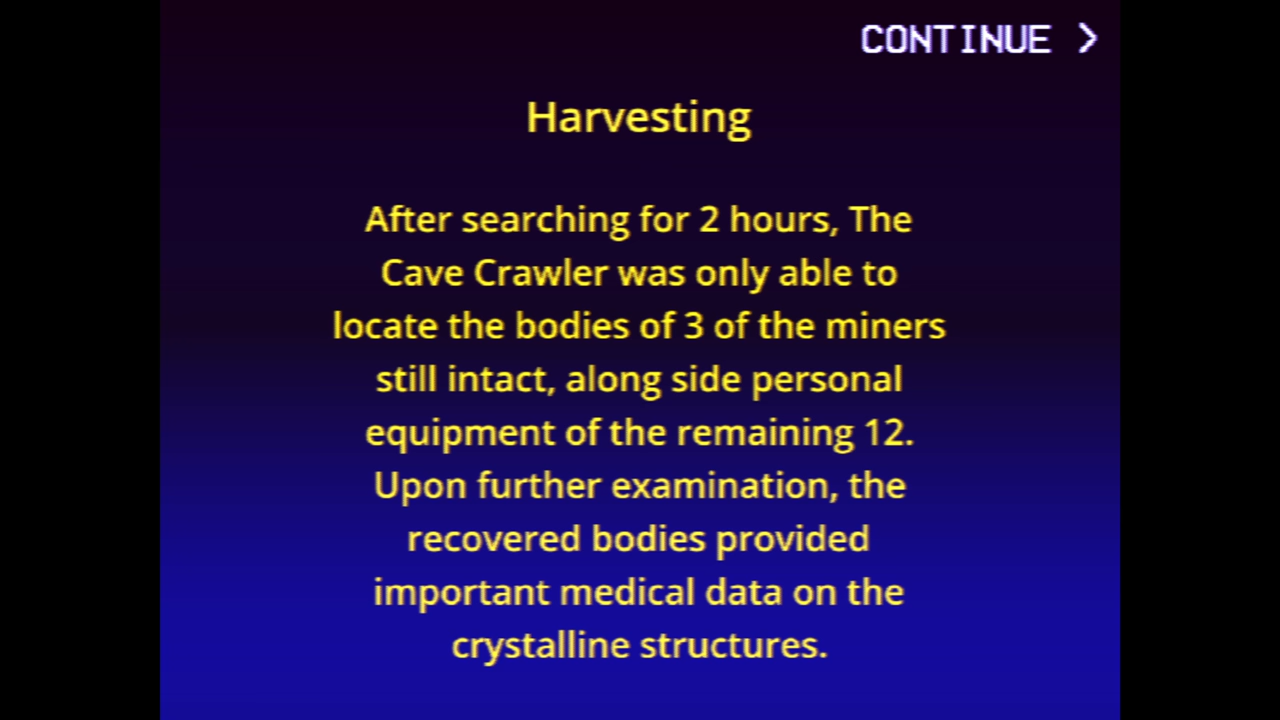 CONTINUE >
Harvesting
After searching for 2 hours, The
Cave Crawler was only able to
locate the bodies of 3 of the miners
still intact, along side personal
equipment of the remaining 12.
Upon further examination, the
recovered bodies provided
important medical data on the
crystalline structures.